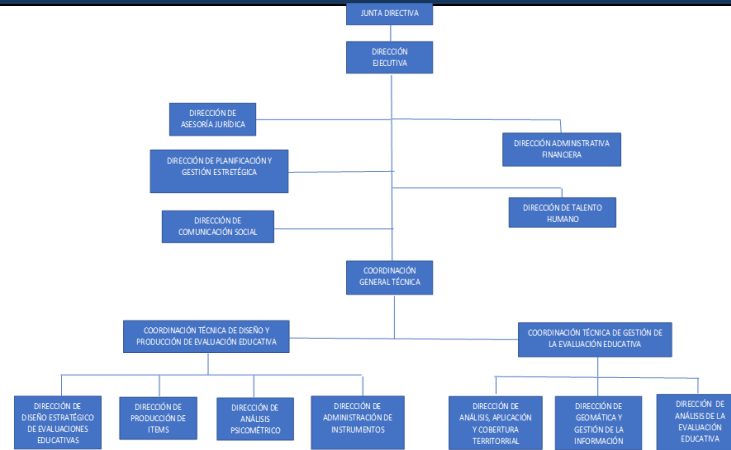 JUNTA DIRECTIVA
DIRECCIÓN
EJECUTIVA
DIRECCIÓN DE
ASESORÍA JURÍDICA
DIRECCIÓN ADMINISTRATIVA
FINANCIERA
DIRECCIÓN DE PLANIFICACIÓN Y
GESTIÓN ESTRETÉGICA
DIRECCIÓN DE TALENTO
HUMANO
DIRECCIÓN DE
COMUNICACIÓN SOCIAL
COORDINACIÓN
GENERAL TÉCNICA
COORDINACIÓN TÉCNICA DE DISEÑO Y
PRODUCCIÓN DE EVALUACIÓN EDUCATIVA
COORDINACIÓN TÉCNICA DE GESTIÓN DE
LA EVALUACIÓN EDUCATIVA
DIRECCIÓN DE
DISEÑO ESTRATÉGICO
DE EVALUACIONES
EDUCATIVAS
DIRECCIÓN DE
PRODUCCIÓN DE
ITEMS
DIRECCIÓN DE
ANÁLISIS
PSICOMÉTRICO
DIRECCIÓN DE
ADMINISTRACIÓN DE
INSTRUMENTOS
DIRECCIÓN DE
ANÁLISIS, APLICACIÓN
Y COBERTURA
TERRITORRIAL
DIRECCIÓN DE
GEOMÁTICA Y
GESTIÓN DE LA
INFORMACIÓN
DIRECCIÓN DE
ANÁLISIS DE LA
EVALUACIÓN
EDUCATIVA